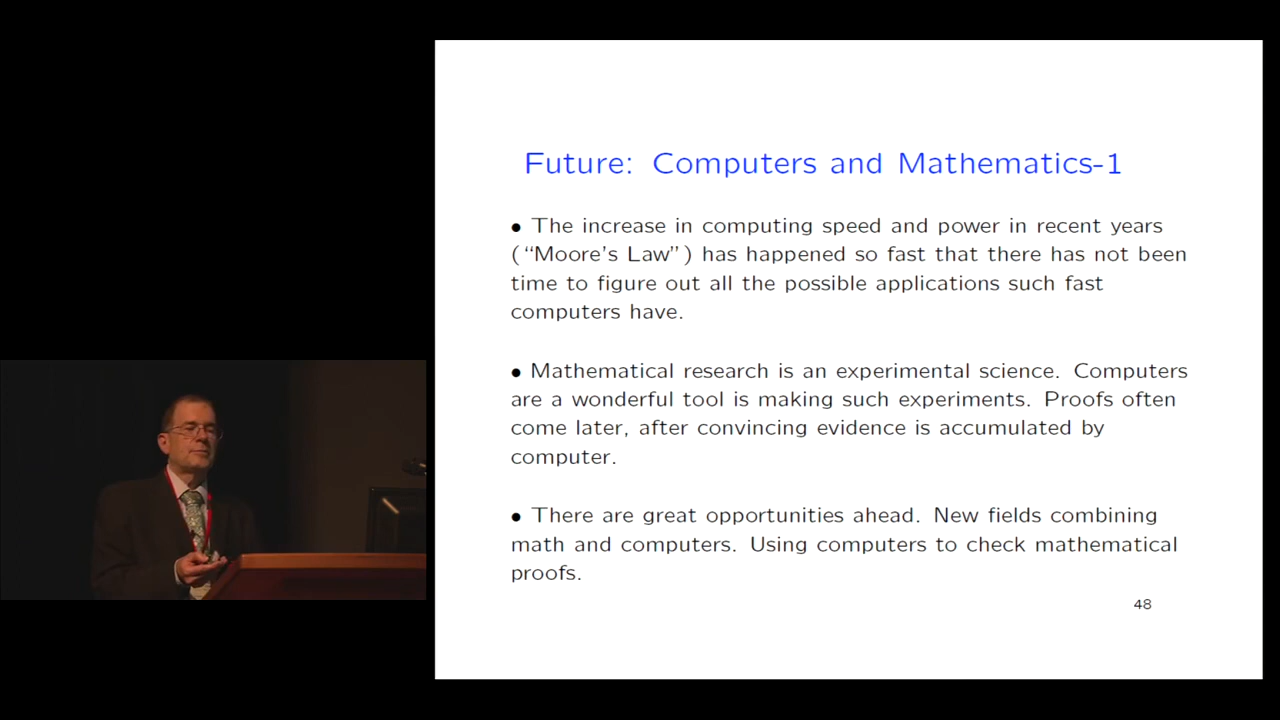 Future: Computers and Mathematics-1
• The increase in computing speed and power in recent years
(“Moore’s Law”) has happened so fast that there has not been
time to figure out all the possible applications such fast
computers have.
• Mathematical research is an experimental science. Computers
are a wonderful tool is making such experiments. Proofs often
come later, after convincing evidence is accumulated by
computer.
• There are great opportunities ahead. New fields combining
math and computers. Using computers to check mathematical
proofs.
48